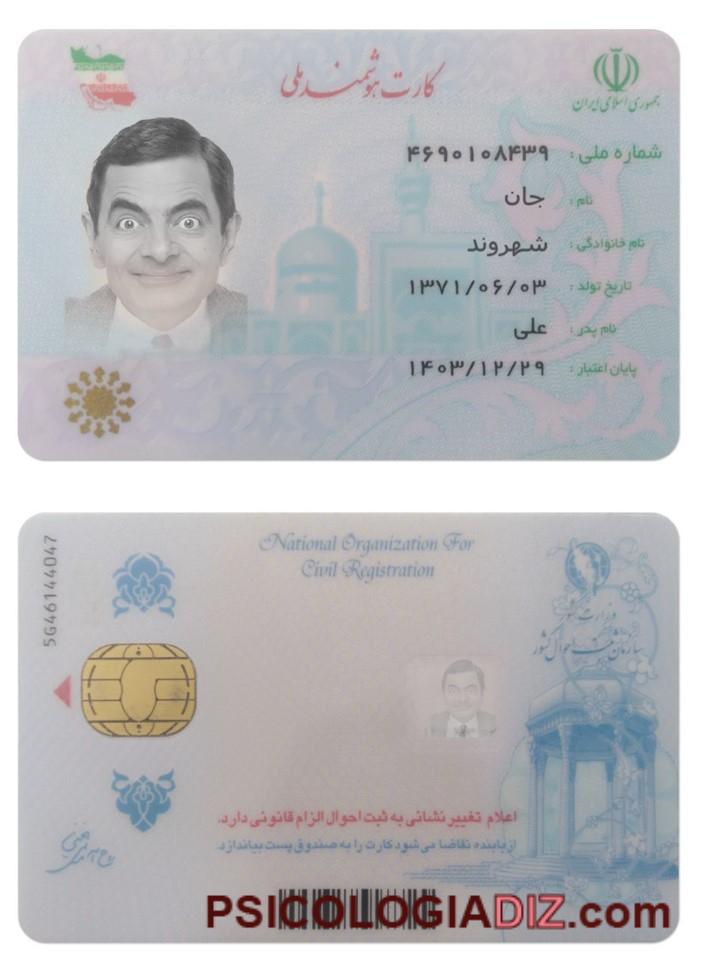 کارت هوشمند ملی
جمهوری اسلامی ایران
شماره ملی : ۴۶۹۰۱۰۸۴۳۹
نام : جان
نام خانوادگی : شهروند
تاریخ تولد : ۱۳۷۱/۰۶/۰۳
نام پدر : علی
پایان اعتبار : ۱۴۰۳/۱۲/۲۹
National Organization For
Civil Registration
5G46144047
وزارت کشور
سازمان ثبت احوال کشور
اعلام تغییر نشانی به ثبت احوال الزام قانونی دارد.
از یابنده تقاضا می شود کارت را به صندوق پست بیاندازد.
PSICOLOGIADIZ.com